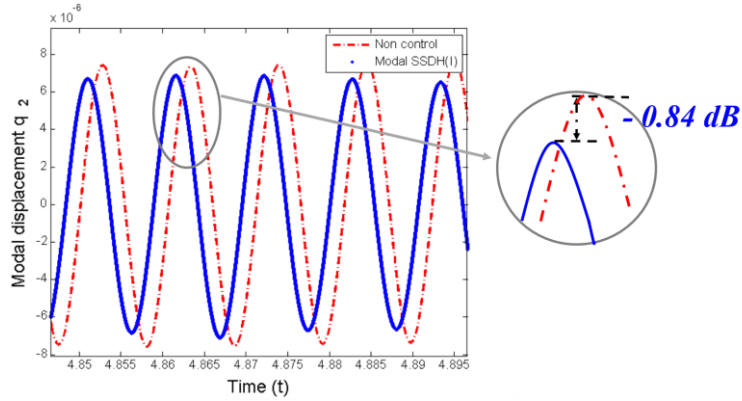 x 10⁻⁶
Non control
Modal SSDH(I)
8
6
4
2
0
-2
-4
-6
-8
Modal displacement q ₂
4.85 4.855 4.86 4.865 4.87 4.875 4.88 4.885 4.89 4.895
Time (t)
- 0.84 dB